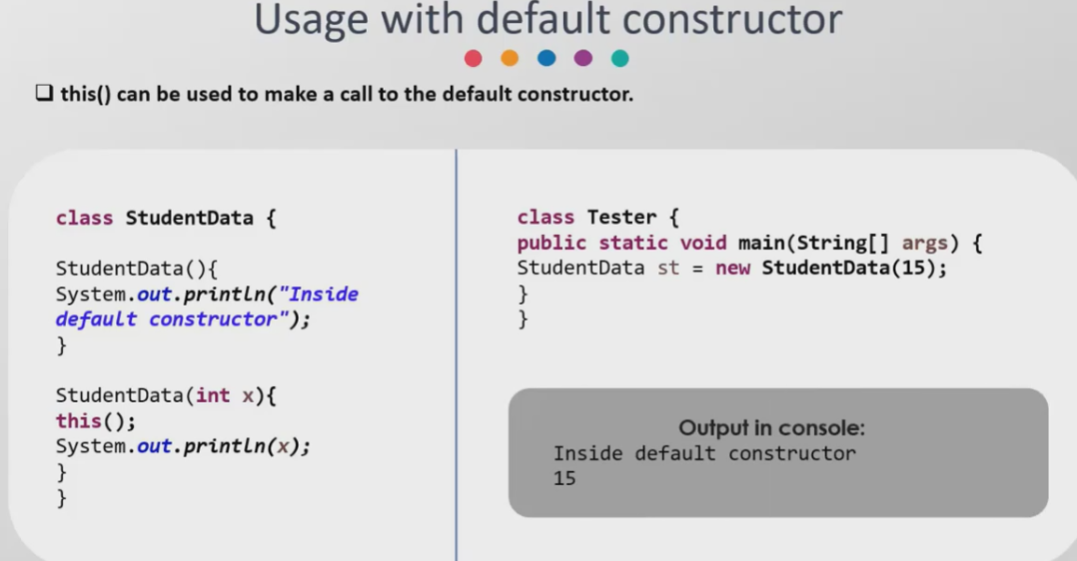 Usage with default constructor
❑ this() can be used to make a call to the default constructor.
class StudentData {
StudentData(){
System.out.println("Inside
default constructor");
}
StudentData(int x){
this();
System.out.println(x);
}
}
class Tester {
public static void main(String[] args) {
StudentData st = new StudentData(15);
}
}
Output in console:
Inside default constructor
15